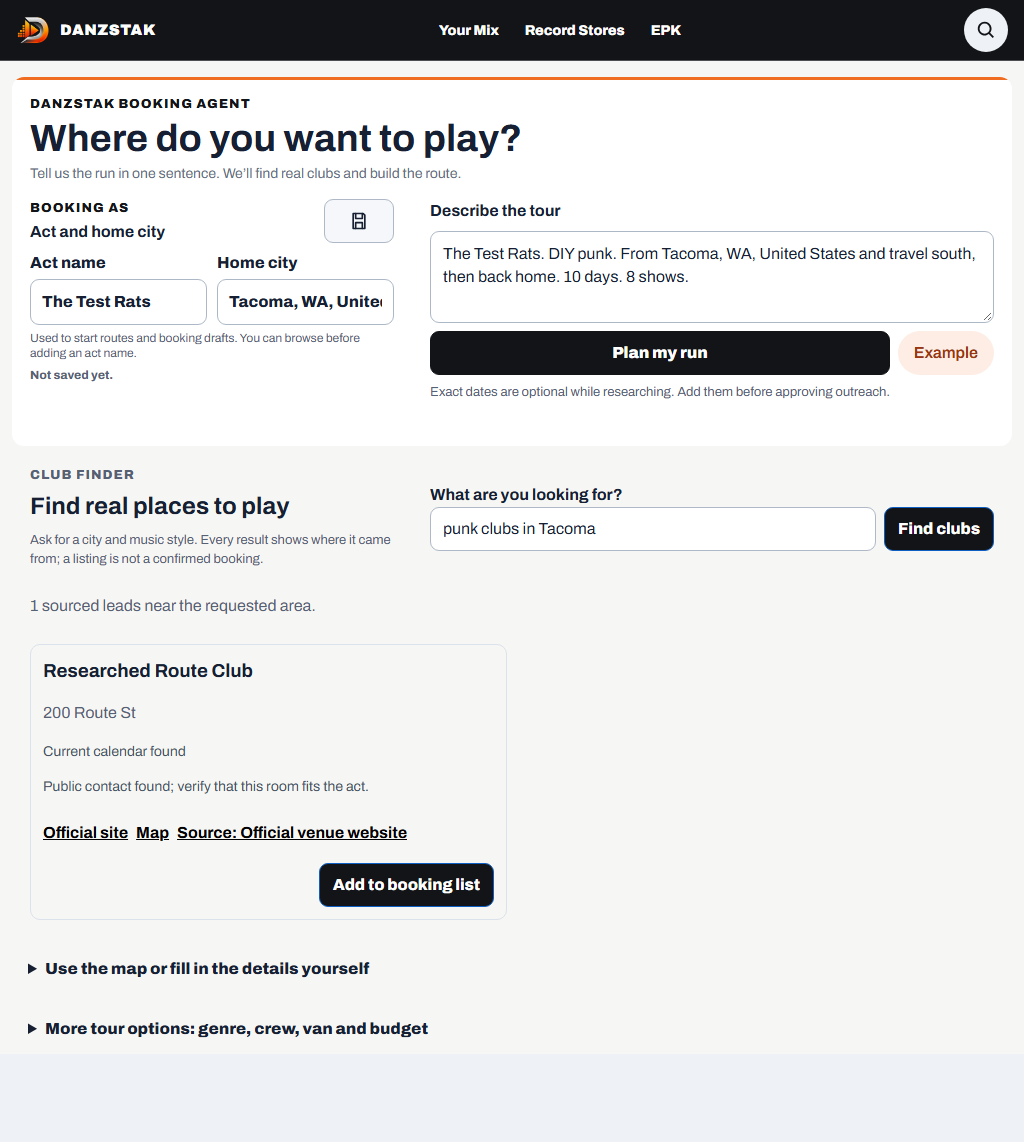 DANZSTAK
Your Mix
Record Stores
EPK
DANZSTAK BOOKING AGENT
Where do you want to play?
Tell us the run in one sentence. We'll find real clubs and build the route.
BOOKING AS
Act and home city
Act name
Home city
The Test Rats
Tacoma, WA, Unite
Used to start routes and booking drafts. You can browse before
adding an act name.
Not saved yet.
Describe the tour
The Test Rats. DIY punk. From Tacoma, WA, United States and travel south,
then back home. 10 days. 8 shows.
Plan my run
Example
Exact dates are optional while researching. Add them before approving outreach.
CLUB FINDER
Find real places to play
Ask for a city and music style. Every result shows where it came
from; a listing is not a confirmed booking.
What are you looking for?
punk clubs in Tacoma
Find clubs
1 sourced leads near the requested area.
Researched Route Club
200 Route St
Current calendar found
Public contact found; verify that this room fits the act.
Official site Map Source: Official venue website
Add to booking list
Use the map or fill in the details yourself
More tour options: genre, crew, van and budget